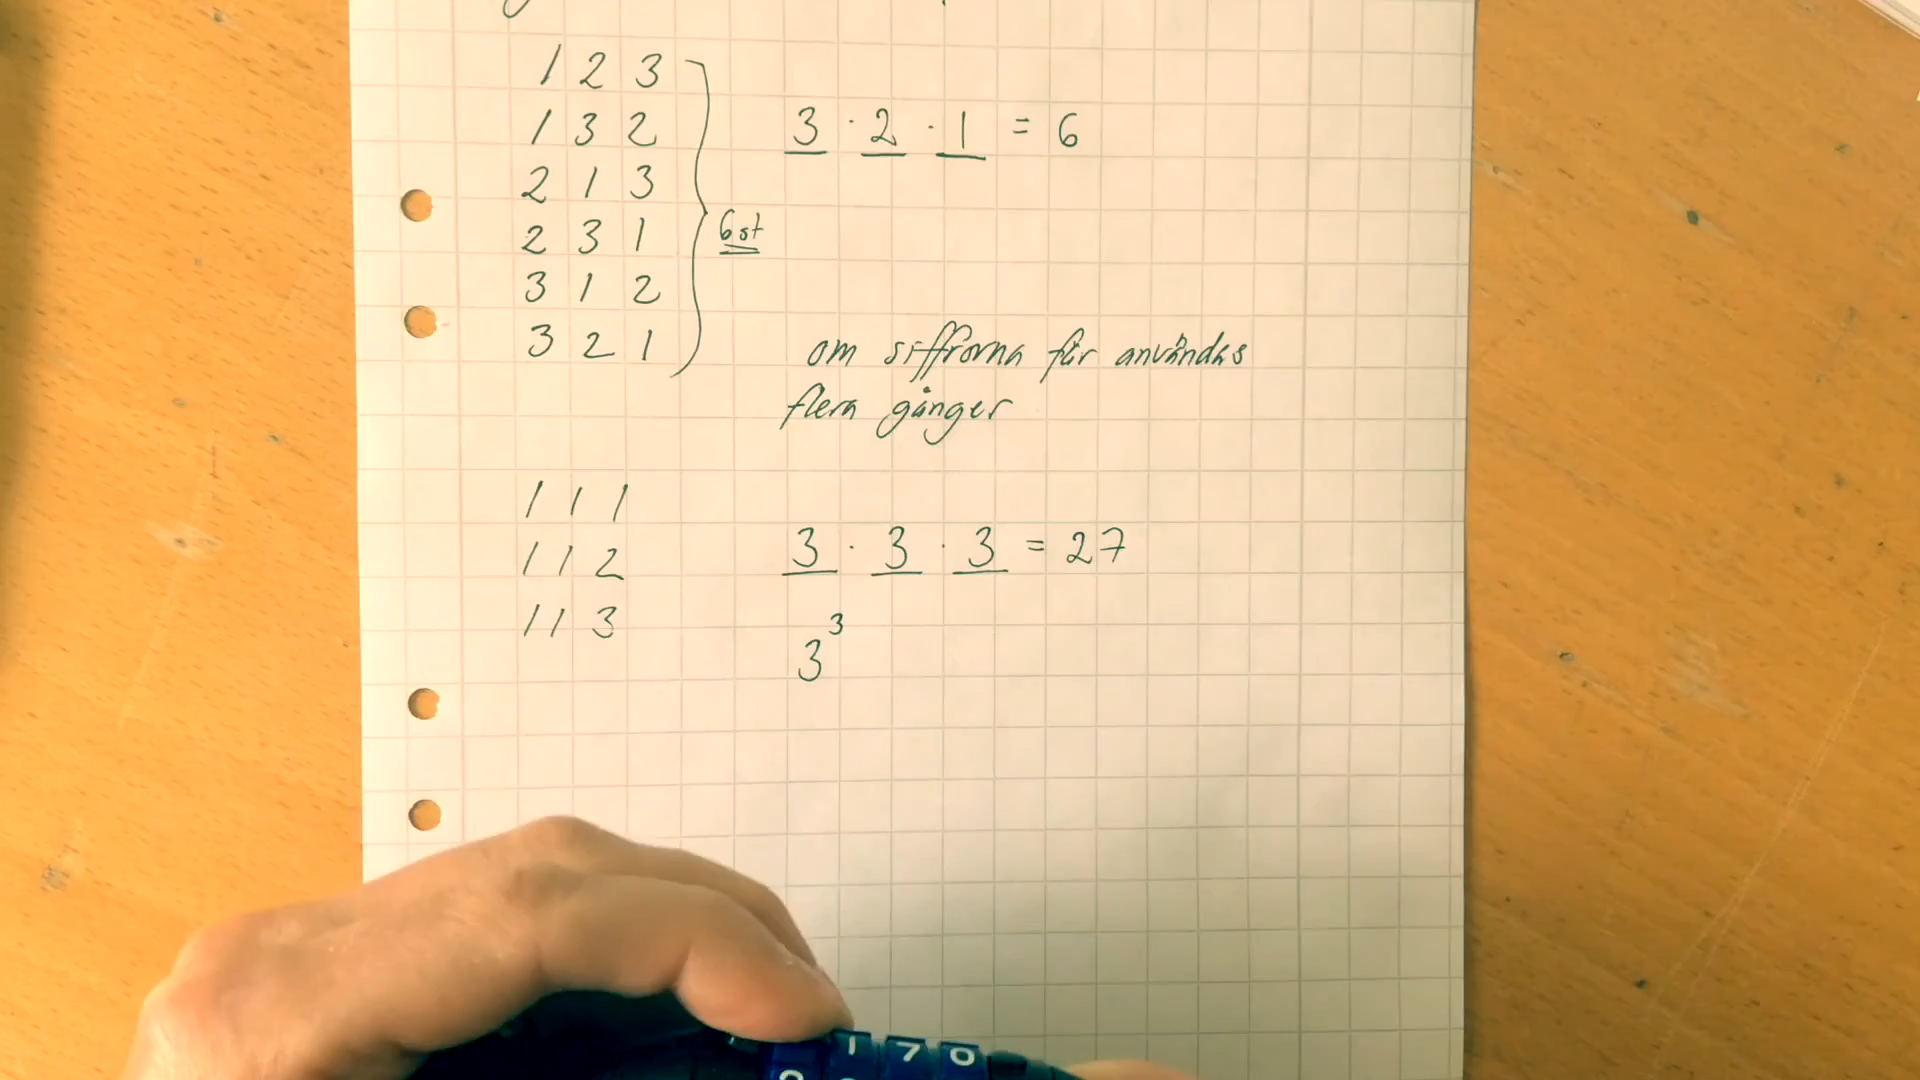 1 2 3
1 3 2
2 1 3
2 3 1
3 1 2
3 2 1
6 st
3 · 2 · 1 = 6
om siffrorna får användas
flera gånger
1 1 1
1 1 2
1 1 3
3 · 3 · 3 = 27
3³
1 7 0